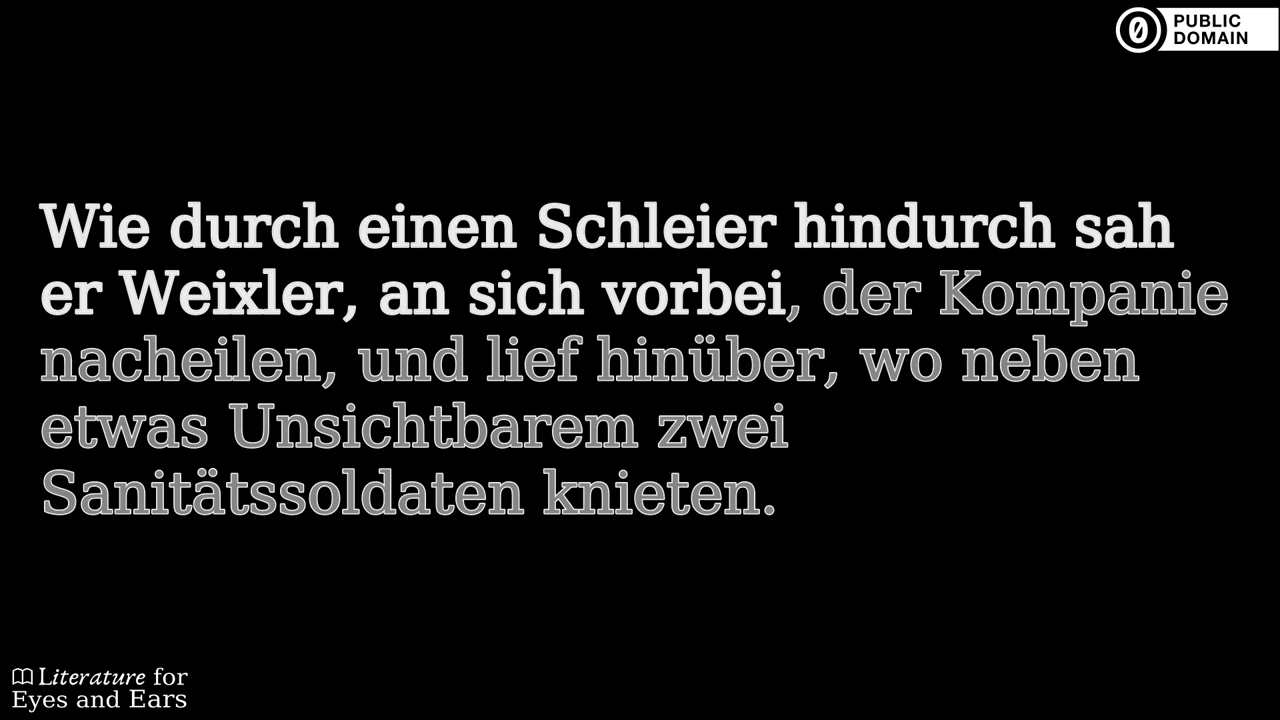 PUBLIC
DOMAIN
Wie durch einen Schleier hindurch sah
er Weixler, an sich vorbei, der Kompanie
nacheilen, und lief hinüber, wo neben
etwas Unsichtbarem zwei
Sanitätssoldaten knieten.
Literature for
Eyes and Ears